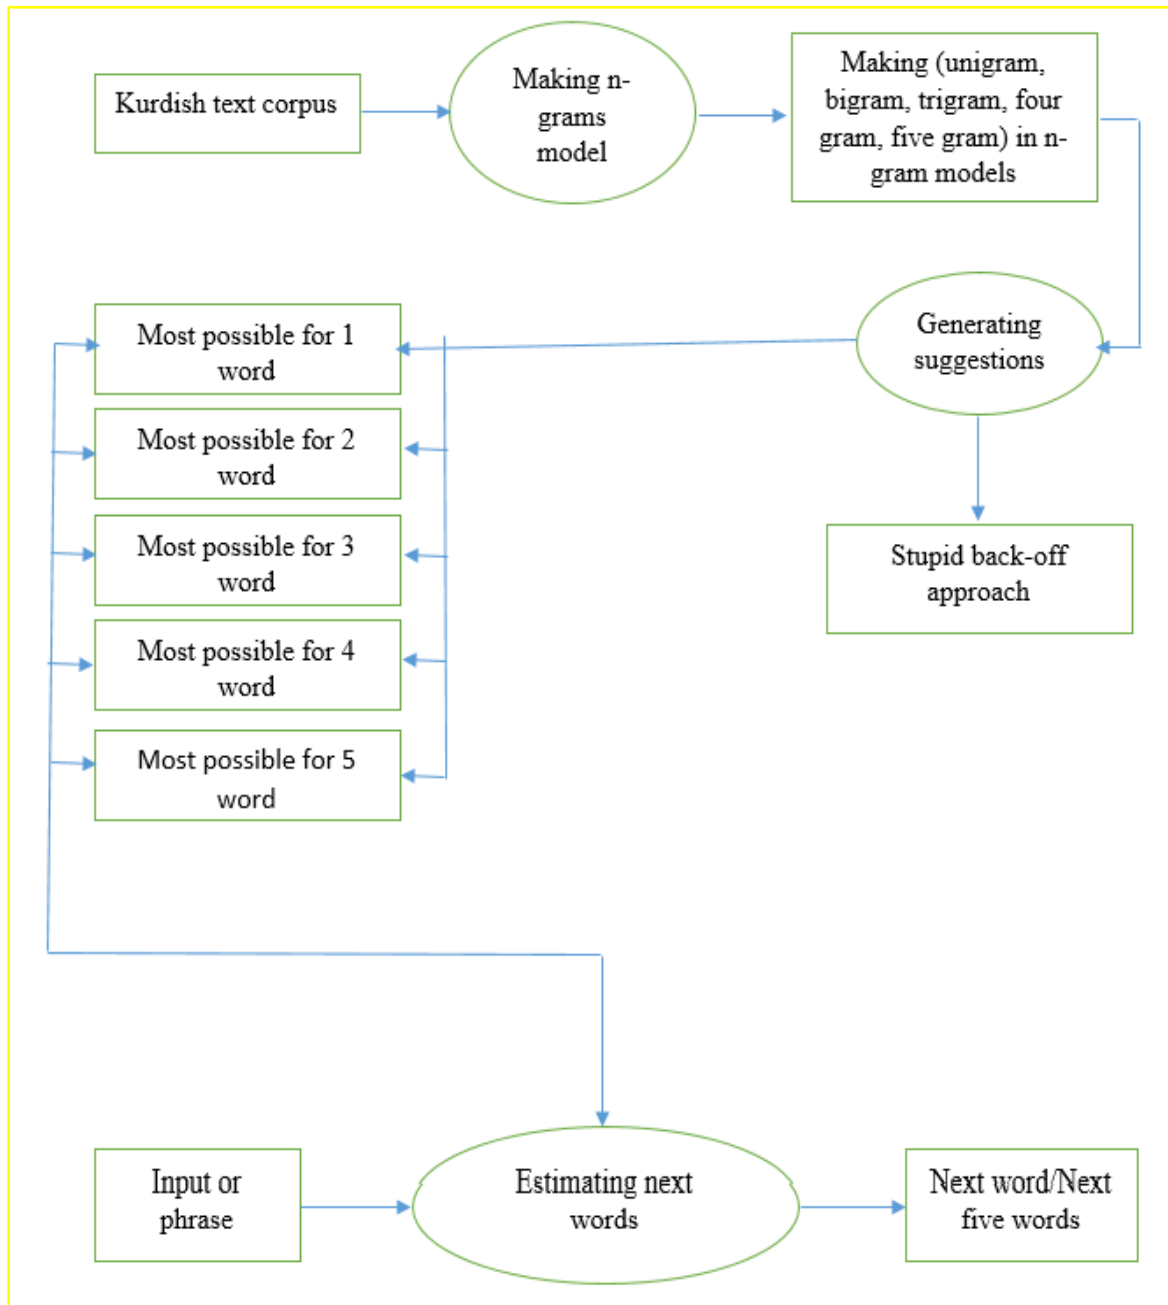 Kurdish text corpus
Making n-
grams
model
Making (unigram,
bigram, trigram, four
gram, five gram) in n-
gram models
Generating
suggestions
Most possible for 1
word
Most possible for 2
word
Most possible for 3
word
Most possible for 4
word
Most possible for 5
word
Stupid back-off
approach
Input or
phrase
Estimating next
words
Next word/Next
five words